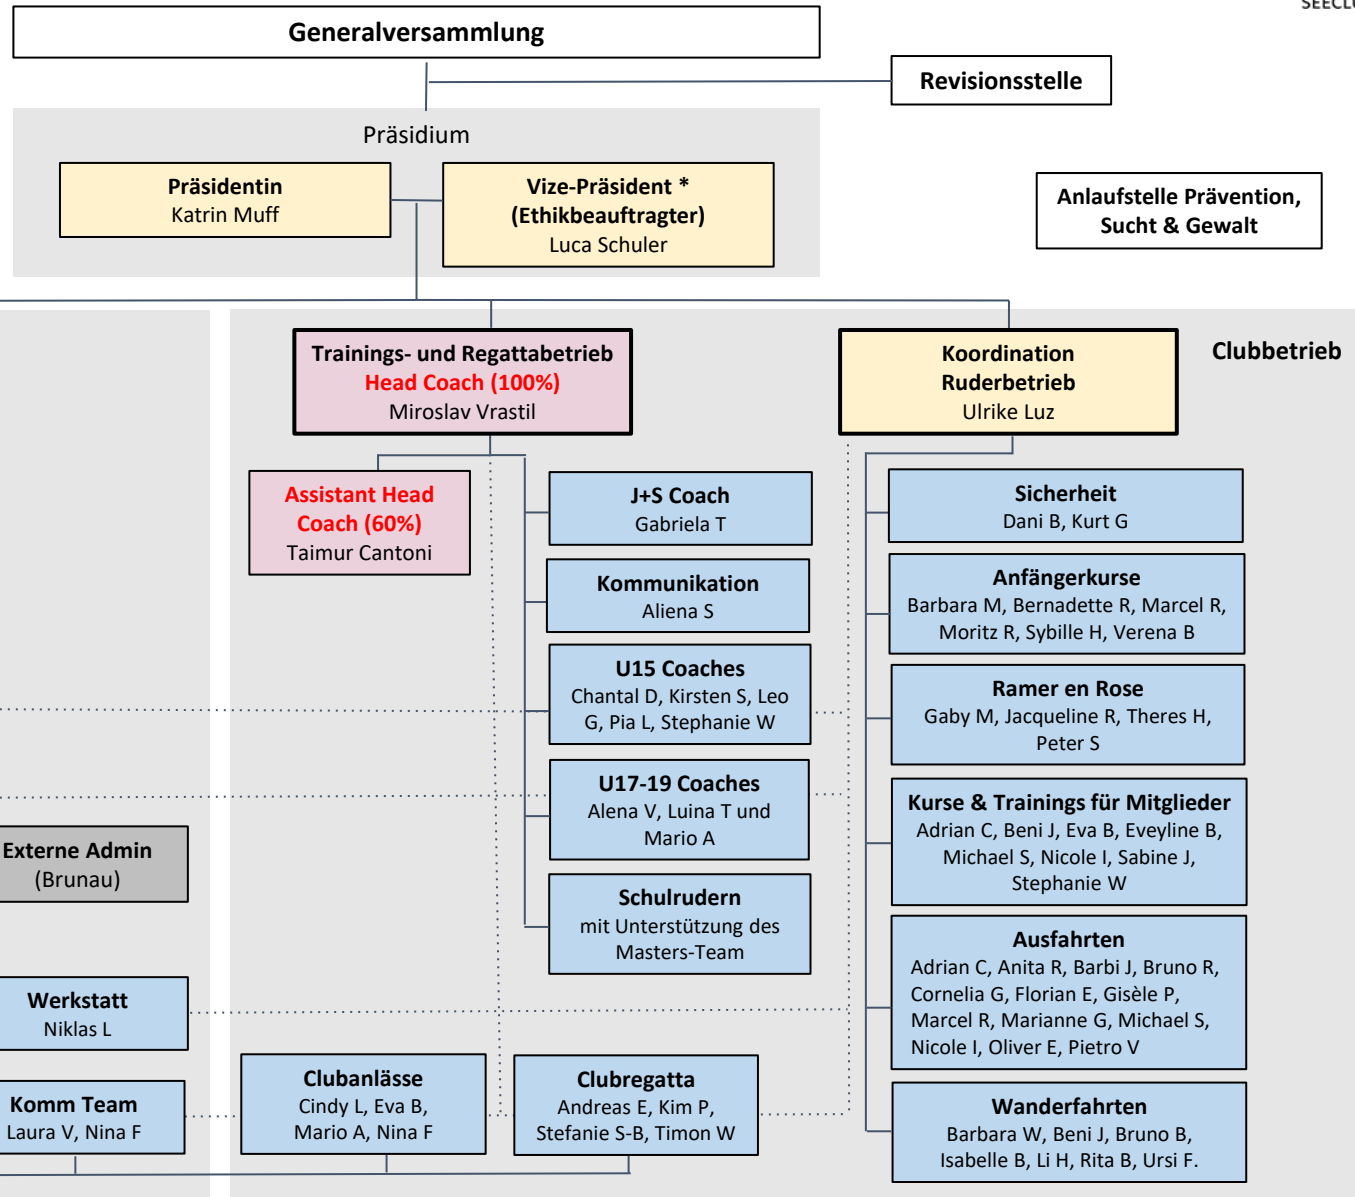 SEECLU
Generalversammlung
Revisionsstelle
Präsidium
Präsidentin
Katrin Muff
Vize-Präsident *
(Ethikbeauftragter)
Luca Schuler
Anlaufstelle Prävention,
Sucht & Gewalt
Trainings- und Regattabetrieb
Head Coach (100%)
Miroslav Vrastil
Koordination
Ruderbetrieb
Ulrike Luz
Clubbetrieb
Assistant Head
Coach (60%)
Taimur Cantoni
J+S Coach
Gabriela T
Kommunikation
Aliena S
U15 Coaches
Chantal D, Kirsten S, Leo
G, Pia L, Stephanie W
U17-19 Coaches
Alena V, Luina T und
Mario A
Schulrudern
mit Unterstützung des
Masters-Team
Sicherheit
Dani B, Kurt G
Anfängerkurse
Barbara M, Bernadette R, Marcel R,
Moritz R, Sybille H, Verena B
Ramer en Rose
Gaby M, Jacqueline R, Theres H,
Peter S
Kurse & Trainings für Mitglieder
Adrian C, Beni J, Eva B, Eveyline B,
Michael S, Nicole I, Sabine J,
Stephanie W
Ausfahrten
Adrian C, Anita R, Barbi J, Bruno R,
Cornelia G, Florian E, Gisèle P,
Marcel R, Marianne G, Michael S,
Nicole I, Oliver E, Pietro V
Wanderfahrten
Barbara W, Beni J, Bruno B,
Isabelle B, Li H, Rita B, Ursi F.
Externe Admin
(Brunau)
Werkstatt
Niklas L
Komm Team
Laura V, Nina F
Clubanlässe
Cindy L, Eva B,
Mario A, Nina F
Clubregatta
Andreas E, Kim P,
Stefanie S-B, Timon W